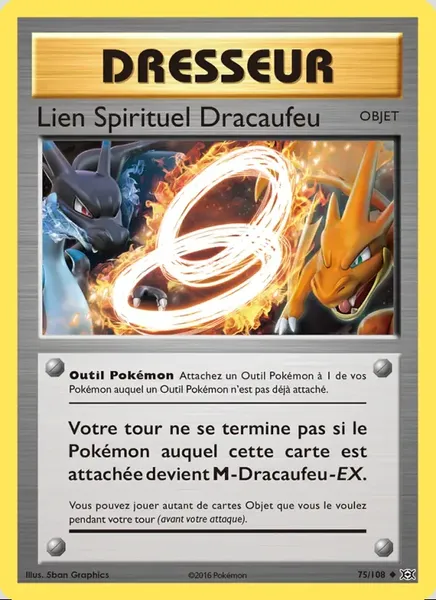 DRESSEUR
Lien Spirituel Dracaufeu OBJET
Outil Pokémon Attachez un Outil Pokémon à 1 de vos
Pokémon auquel un Outil Pokémon n'est pas déjà attaché.
Votre tour ne se termine pas si le
Pokémon auquel cette carte est
attachée devient M-Dracaufeu-EX.
Vous pouvez jouer autant de cartes Objet que vous le voulez
pendant votre tour (avant votre attaque).
Illus. 5ban Graphics ©2016 Pokémon 75/108 ◆